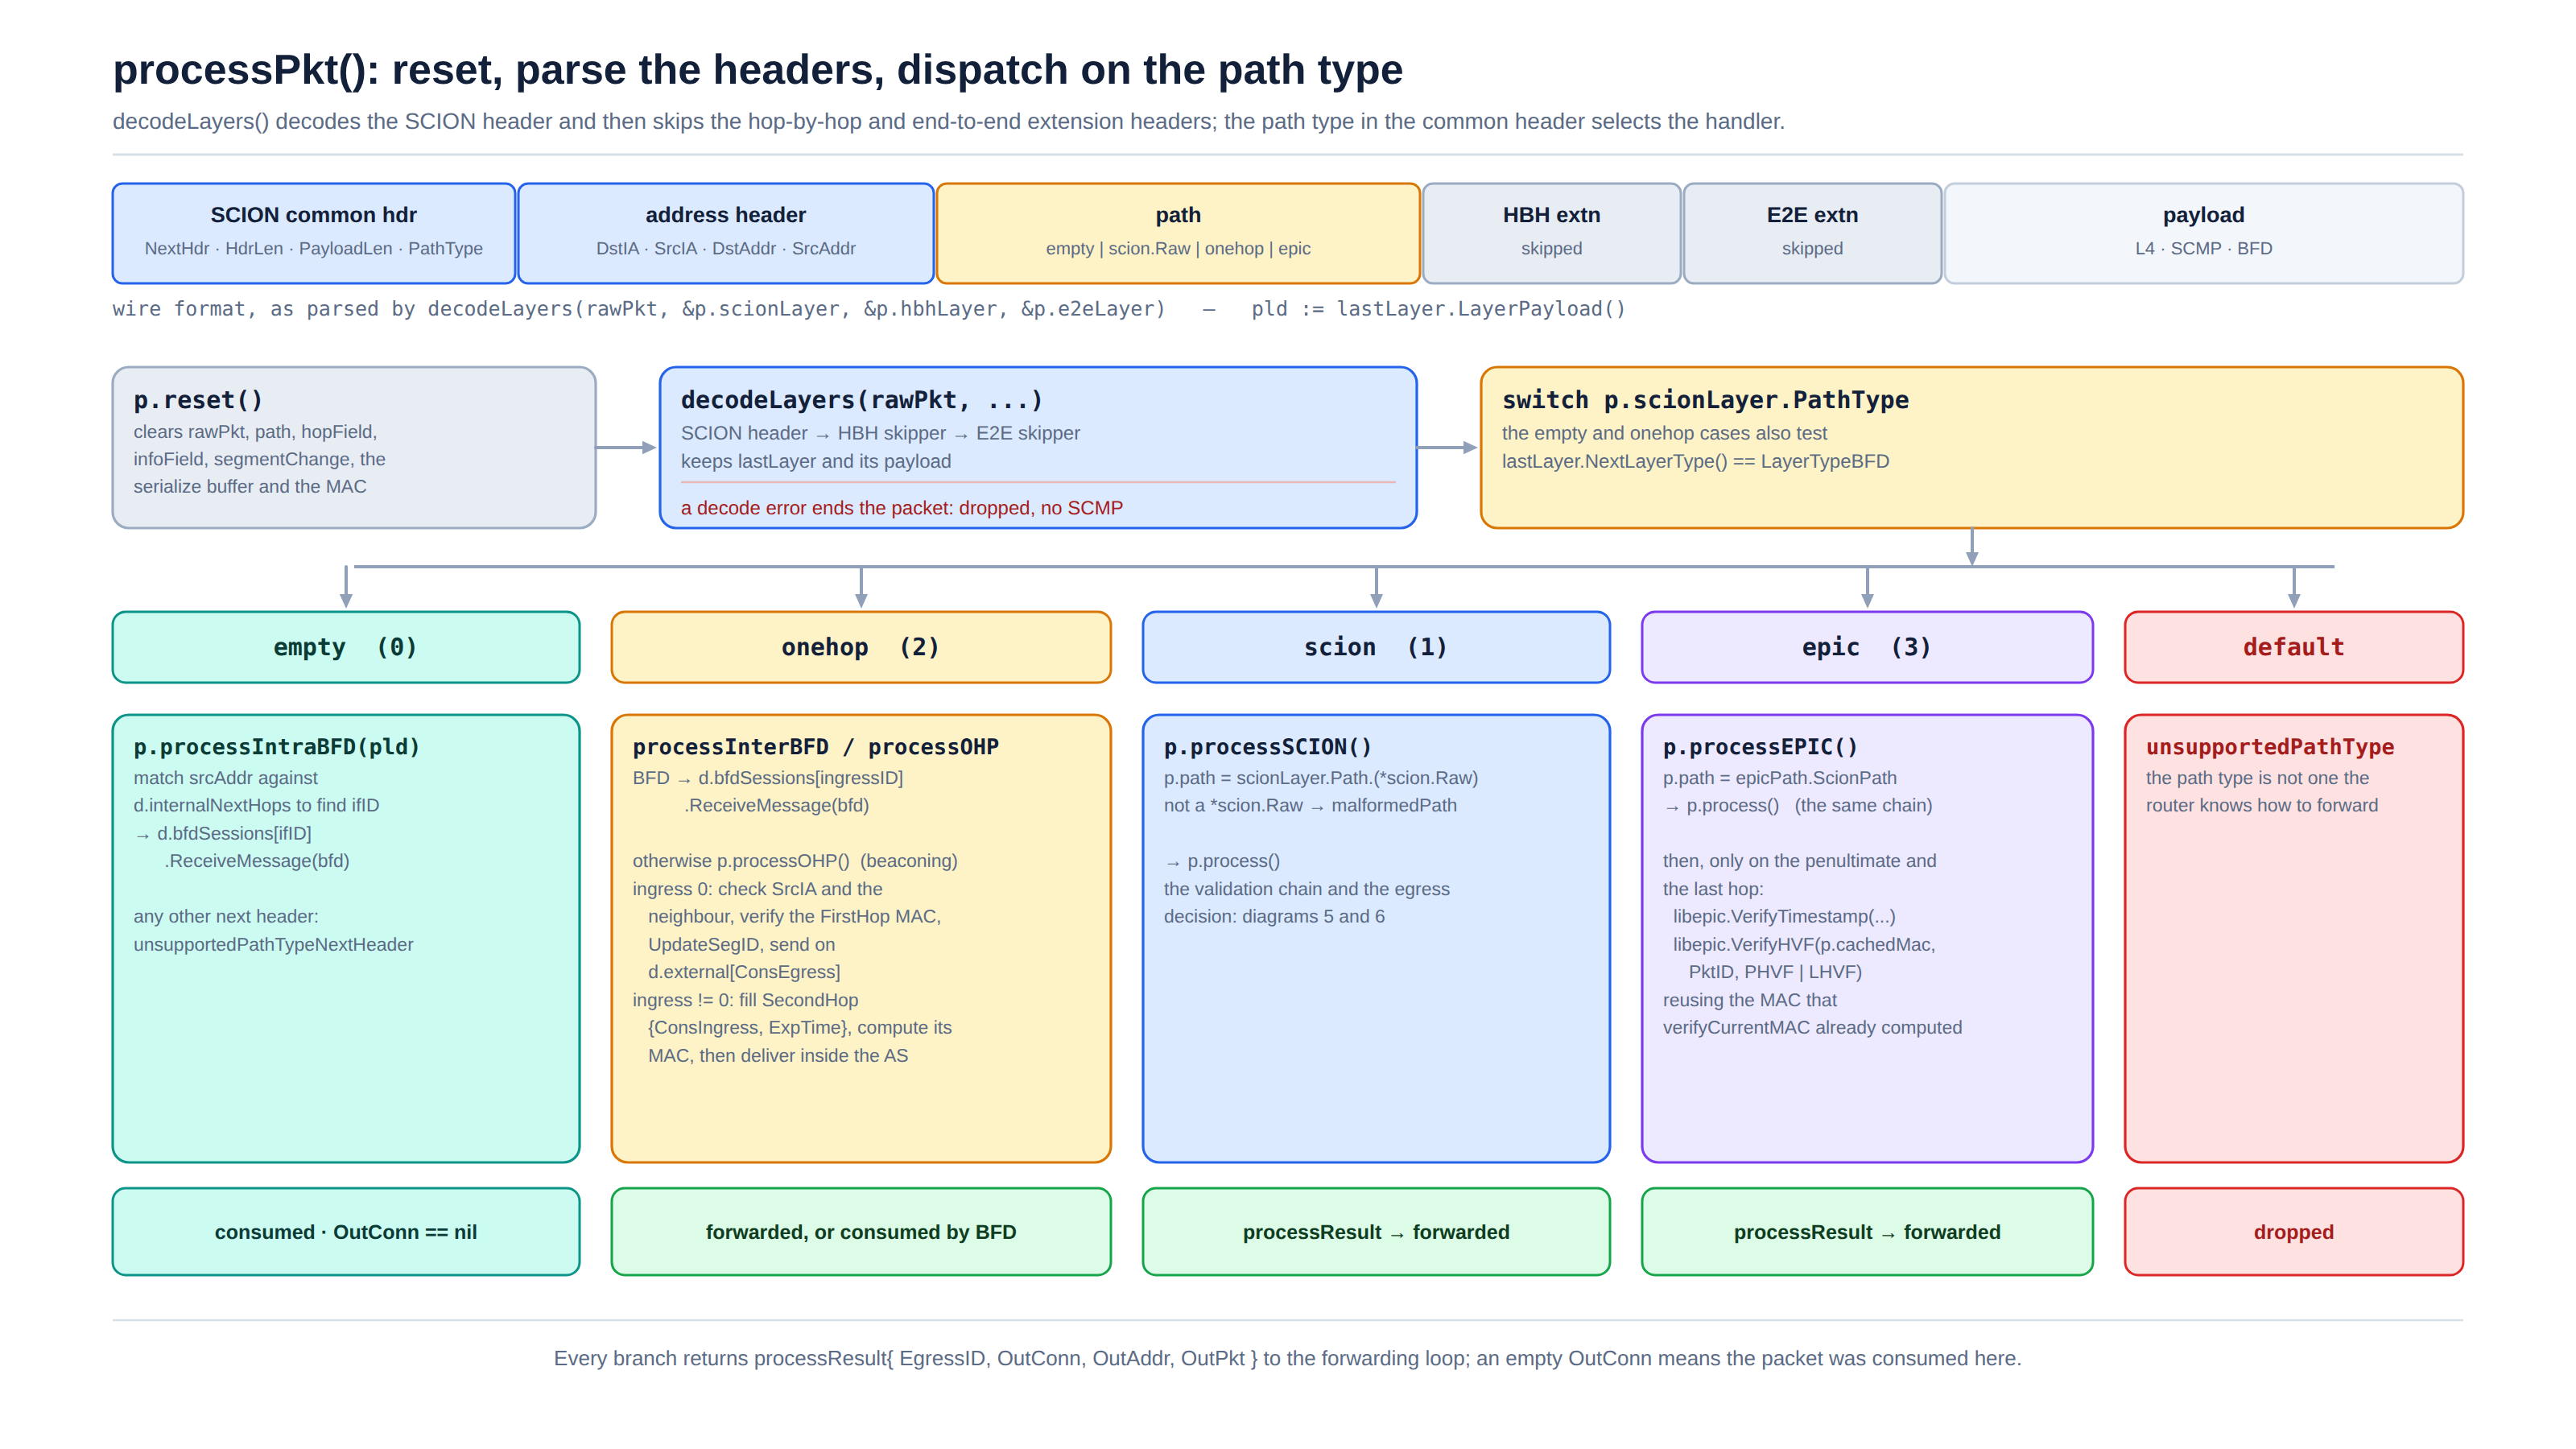 processPkt(): reset, parse the headers, dispatch on the path type
decodeLayers() decodes the SCION header and then skips the hop-by-hop and end-to-end extension headers; the path type in the common header selects the handler.
SCION common hdr
NextHdr · HdrLen · PayloadLen · PathType
address header
DstIA · SrcIA · DstAddr · SrcAddr
path
empty | scion.Raw | onehop | epic
HBH extn
skipped
E2E extn
skipped
payload
L4 · SCMP · BFD
wire format, as parsed by decodeLayers(rawPkt, &p.scionLayer, &p.hbhLayer, &p.e2eLayer) — pld := lastLayer.LayerPayload()
p.reset()
clears rawPkt, path, hopField,
infoField, segmentChange, the
serialize buffer and the MAC
decodeLayers(rawPkt, ...)
SCION header → HBH skipper → E2E skipper
keeps lastLayer and its payload
a decode error ends the packet: dropped, no SCMP
switch p.scionLayer.PathType
the empty and onehop cases also test
lastLayer.NextLayerType() == LayerTypeBFD
empty (0)
onehop (2)
scion (1)
epic (3)
default
p.processIntraBFD(pld)
match srcAddr against
d.internalNextHops to find ifID
→ d.bfdSessions[ifID]
.ReceiveMessage(bfd)
any other next header:
unsupportedPathTypeNextHeader
processInterBFD / processOHP
BFD → d.bfdSessions[ingressID]
.ReceiveMessage(bfd)
otherwise p.processOHP() (beaconing)
ingress 0: check SrcIA and the
neighbour, verify the FirstHop MAC,
UpdateSegID, send on
d.external[ConsEgress]
ingress != 0: fill SecondHop
{ConsIngress, ExpTime}, compute its
MAC, then deliver inside the AS
p.processSCION()
p.path = scionLayer.Path.(*scion.Raw)
not a *scion.Raw → malformedPath
→ p.process()
the validation chain and the egress
decision: diagrams 5 and 6
p.processEPIC()
p.path = epicPath.ScionPath
→ p.process() (the same chain)
then, only on the penultimate and
the last hop:
libepic.VerifyTimestamp(...)
libepic.VerifyHVF(p.cachedMac,
PktID, PHVF | LHVF)
reusing the MAC that
verifyCurrentMAC already computed
unsupportedPathType
the path type is not one the
router knows how to forward
consumed · OutConn == nil
forwarded, or consumed by BFD
processResult → forwarded
processResult → forwarded
dropped
Every branch returns processResult{ EgressID, OutConn, OutAddr, OutPkt } to the forwarding loop; an empty OutConn means the packet was consumed here.